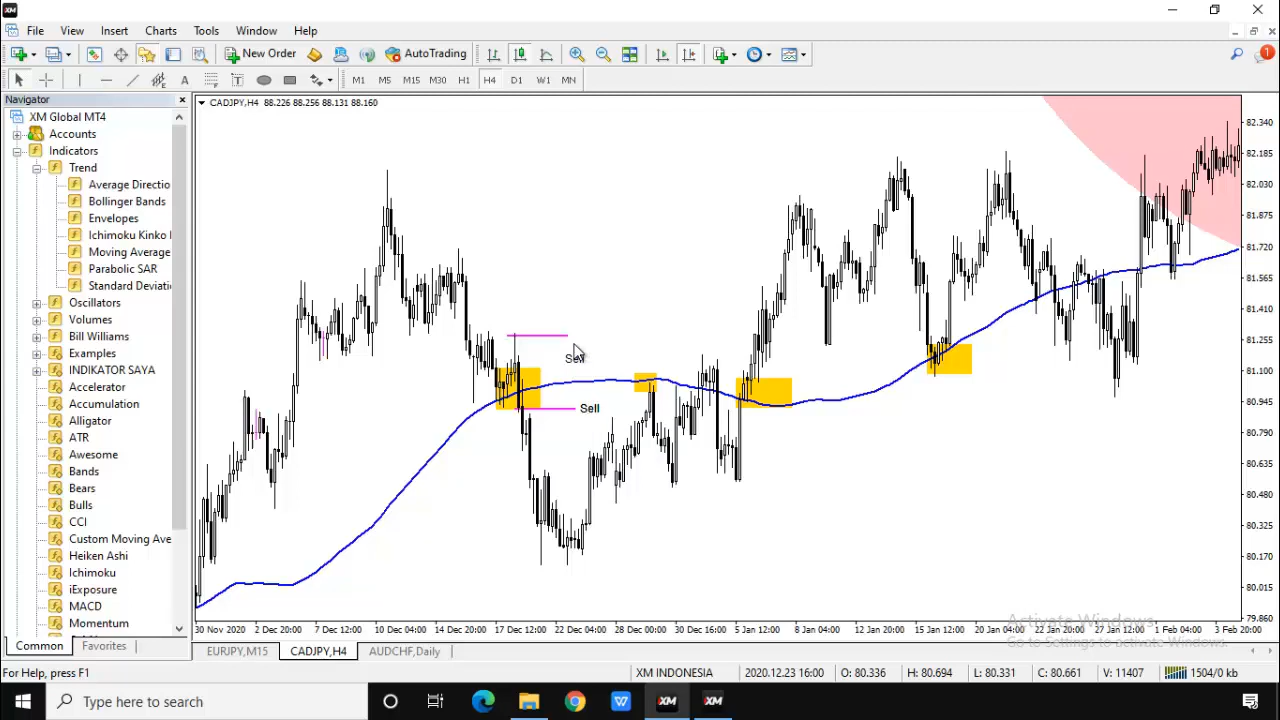 XM
File View Insert Charts Tools Window Help
New Order AutoTrading
A T M1 M5 M15 M30 H1 H4 D1 W1 MN
Navigator
XM Global MT4
Accounts
Indicators
Trend
Average Directio
Bollinger Bands
Envelopes
Ichimoku Kinko
Moving Average
Parabolic SAR
Standard Deviati
Oscillators
Volumes
Bill Williams
Examples
INDIKATOR SAYA
Accelerator
Accumulation
Alligator
ATR
Awesome
Bands
Bears
Bulls
CCI
Custom Moving Ave
Heiken Ashi
Ichimoku
iExposure
MACD
Momentum
Common Favorites
CADJPY,H4 88.226 88.256 88.131 88.160
Sell
Sell
82.340
82.185
82.030
81.875
81.720
81.565
81.410
81.255
81.100
80.945
80.790
80.635
80.480
80.325
80.170
80.015
79.860
30 Nov 2020 2 Dec 20:00 7 Dec 12:00 10 Dec 04:00 14 Dec 20:00 17 Dec 12:00 22 Dec 04:00 28 Dec 00:00 30 Dec 16:00 5 Jan 12:00 8 Jan 04:00 12 Jan 20:00 15 Jan 12:00 20 Jan 04:00 22 Jan 20:00 27 Jan 12:00 1 Feb 04:00 3 Feb 20:00
Activate Windows
Go to Settings to activate Windows.
EURJPY,M15 CADJPY,H4 AUDCHF,Daily
For Help, press F1 XM INDONESIA 2020.12.23 16:00 O: 80.336 H: 80.694 L: 80.331 C: 80.661 V: 11407 1504/0 kb
Type here to search XM XM